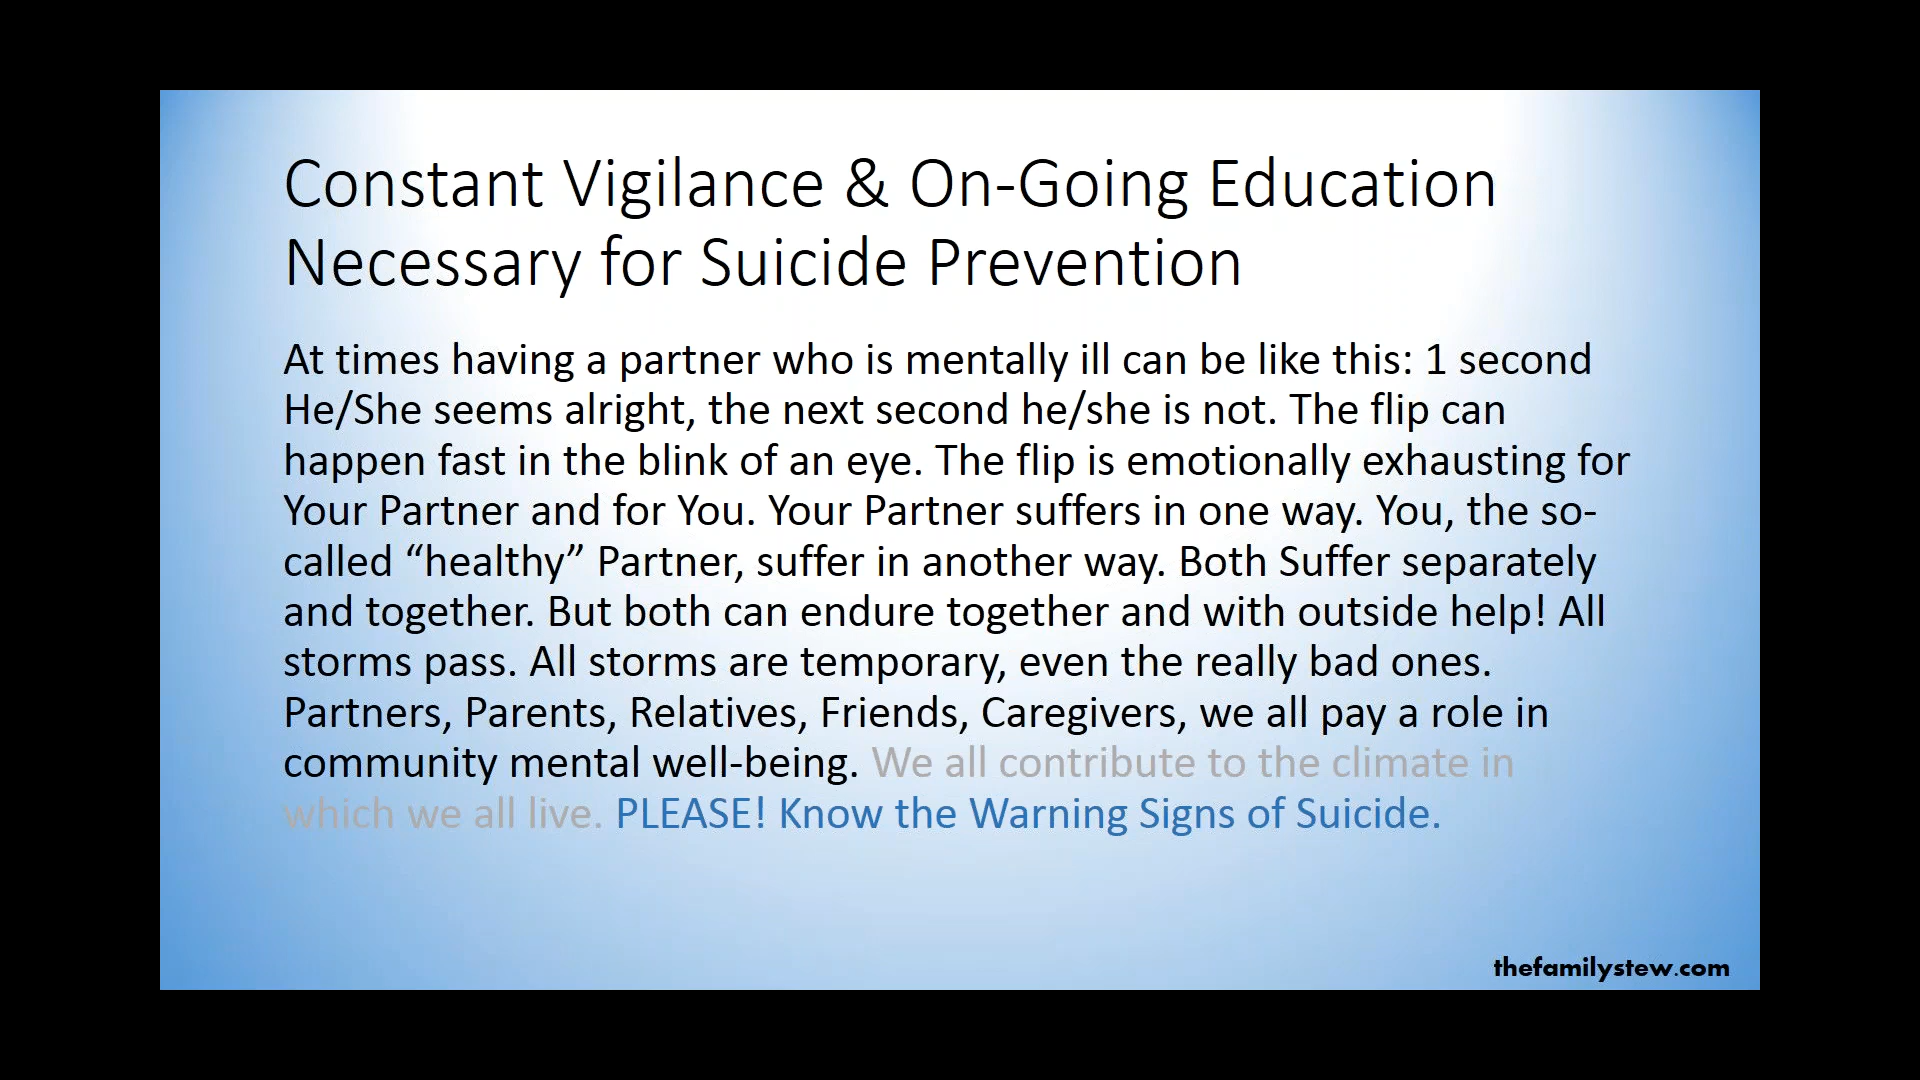 Constant Vigilance & On-Going Education
Necessary for Suicide Prevention
At times having a partner who is mentally ill can be like this: 1 second
He/She seems alright, the next second he/she is not. The flip can
happen fast in the blink of an eye. The flip is emotionally exhausting for
Your Partner and for You. Your Partner suffers in one way. You, the so-
called “healthy” Partner, suffer in another way. Both Suffer separately
and together. But both can endure together and with outside help! All
storms pass. All storms are temporary, even the really bad ones.
Partners, Parents, Relatives, Friends, Caregivers, we all pay a role in
community mental well-being. We all contribute to the climate in
which we all live. PLEASE! Know the Warning Signs of Suicide.
thefamilystew.com